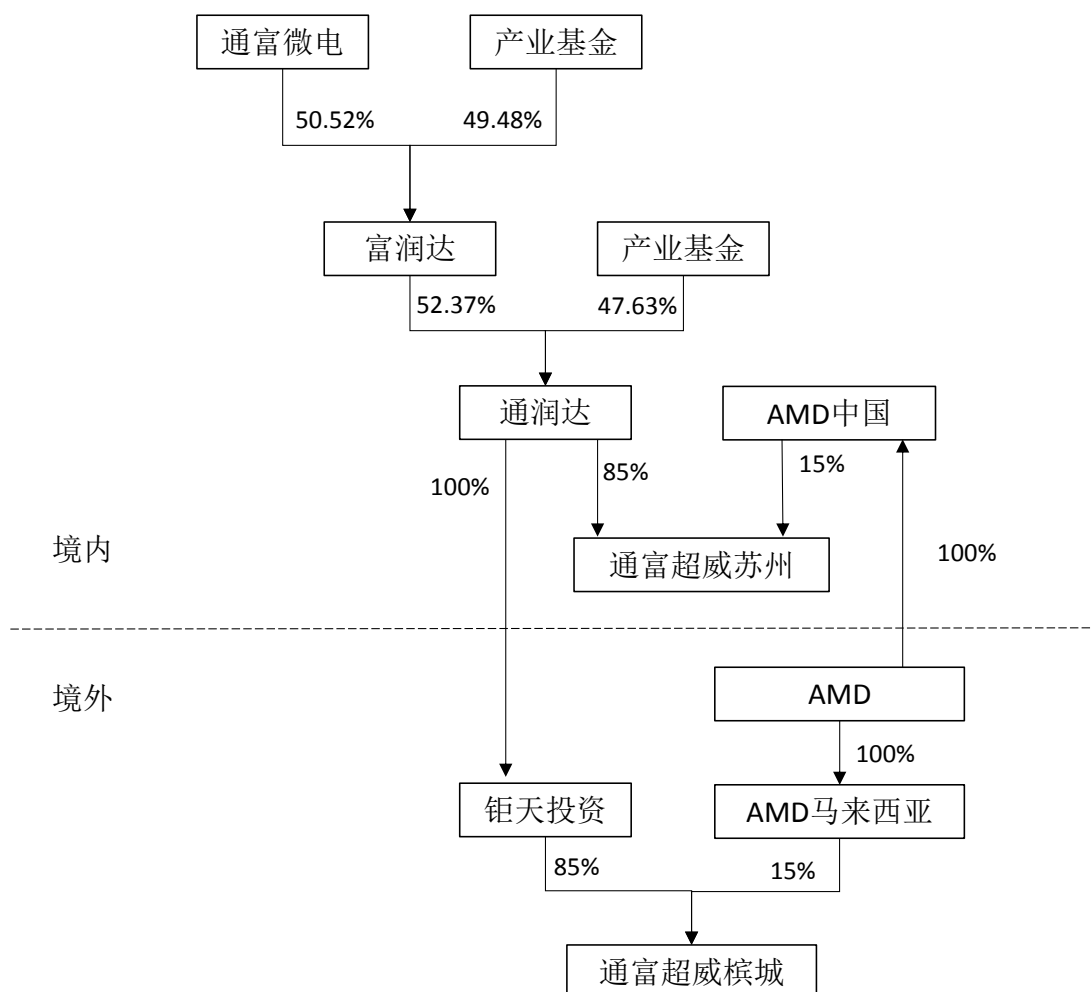 通富微电
产业基金
50.52%
49.48%
富润达
产业基金
52.37%
47.63%
通润达
AMD中国
100%
85%
15%
境内
通富超威苏州
100%
境外
AMD
100%
钜天投资
AMD马来西亚
85%
15%
通富超威槟城